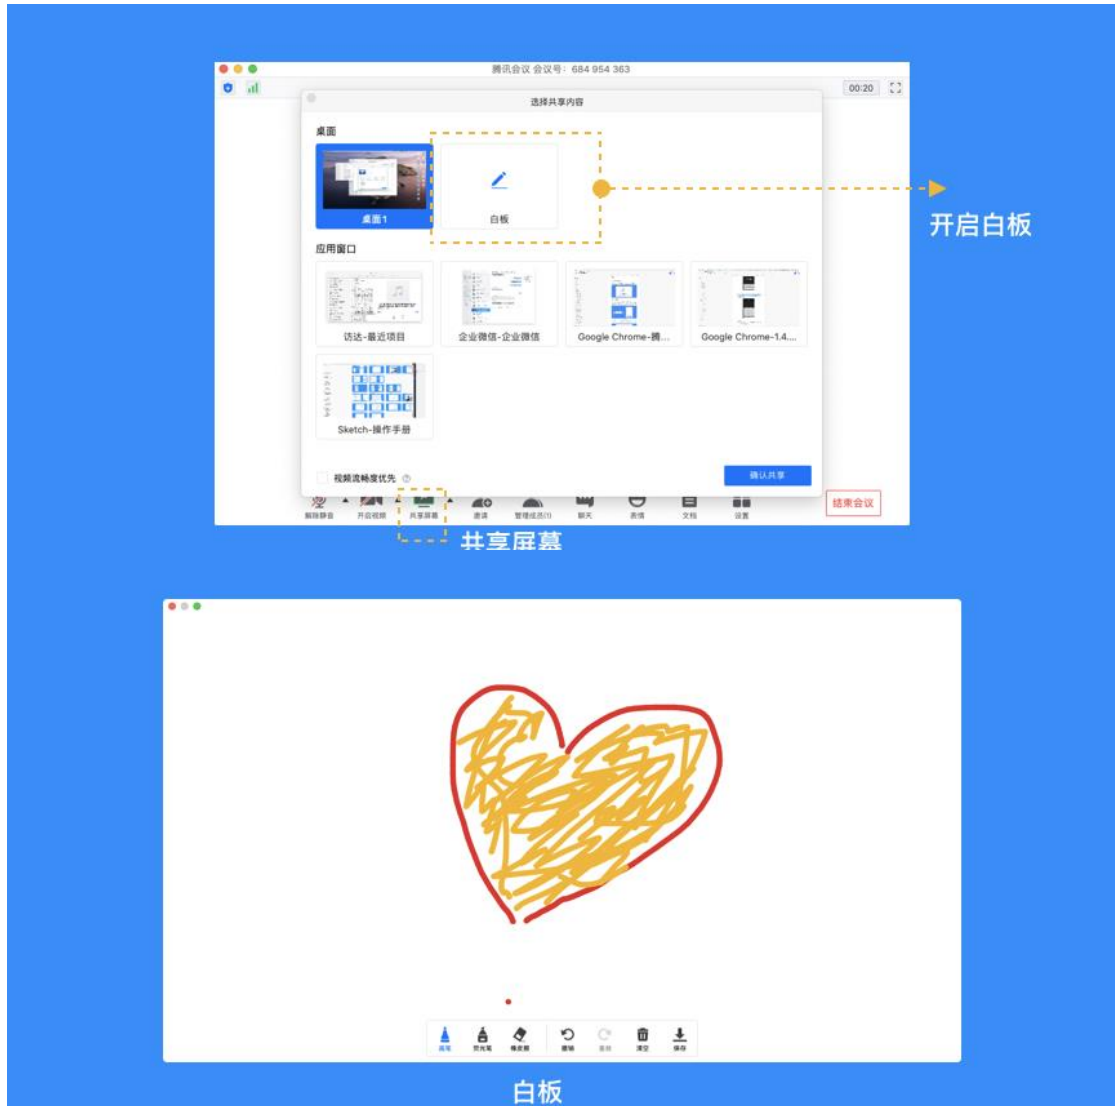 腾讯会议 会议号：684 954 363
00:20
选择共享内容
桌面
桌面1
白板
开启白板
应用窗口
访达-最近项目
企业微信-企业微信
Google Chrome-腾...
Google Chrome-1.4....
Sketch-操作手册
视频流畅度优先
确认共享
解除静音 开启视频 共享屏幕 邀请 管理成员(1) 聊天 表情 文档 设置
结束会议
共享屏幕
画笔 荧光笔 橡皮擦 撤销 重做 清空 保存
白板